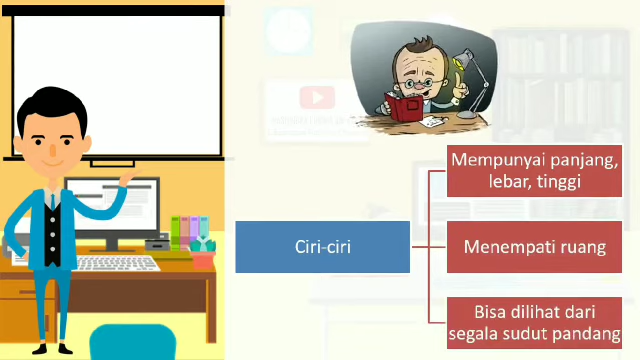 Mempunyai panjang,
lebar, tinggi
Ciri-ciri
Menempati ruang
Bisa dilihat dari
segala sudut pandang